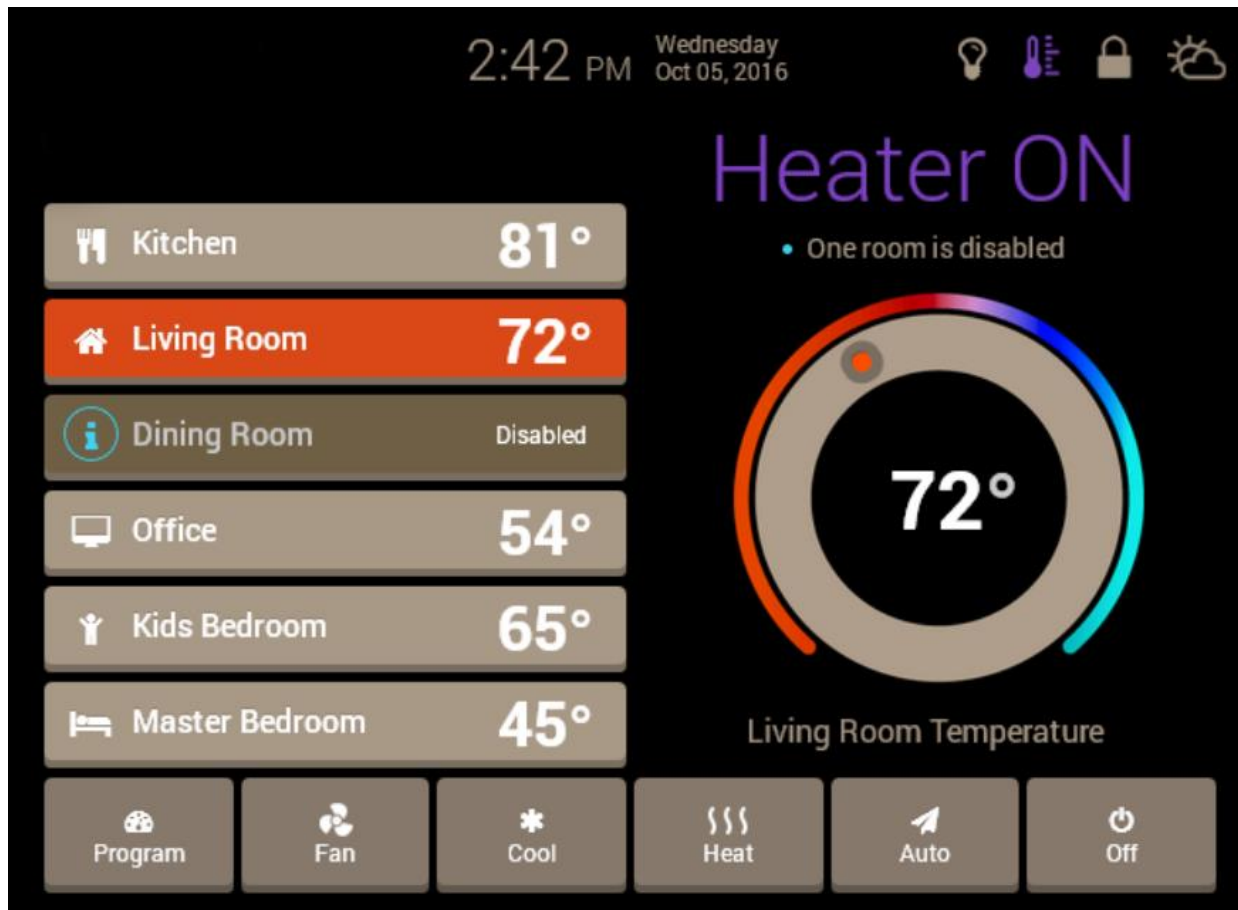 2:42 PM
Wednesday
Oct 05, 2016
Heater ON
• One room is disabled
Kitchen 81°
Living Room 72°
i Dining Room Disabled
Office 54°
Kids Bedroom 65°
Master Bedroom 45°
72°
Living Room Temperature
Program
Fan
Cool
Heat
Auto
Off